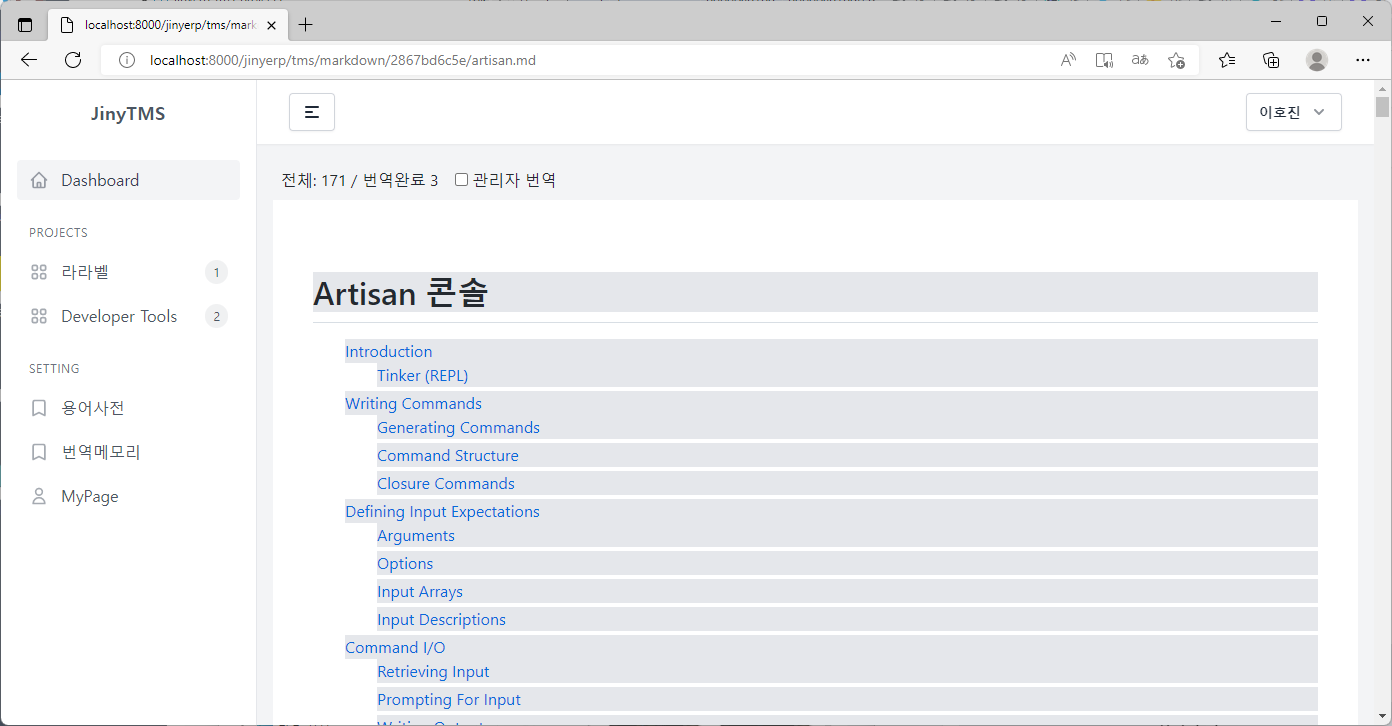 localhost:8000/jinyerp/tms/mark
localhost:8000/jinyerp/tms/markdown/2867bd6c5e/artisan.md
JinyTMS
이호진
Dashboard
PROJECTS
라라벨 1
Developer Tools 2
SETTING
용어사전
번역메모리
MyPage
전체: 171 / 번역완료 3 관리자 번역
Artisan 콘솔
Introduction
Tinker (REPL)
Writing Commands
Generating Commands
Command Structure
Closure Commands
Defining Input Expectations
Arguments
Options
Input Arrays
Input Descriptions
Command I/O
Retrieving Input
Prompting For Input